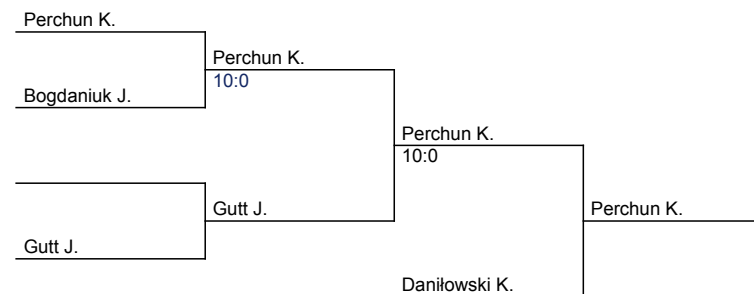 Perchun K.
Perchun K.
10:0
Bogdaniuk J.
Perchun K.
10:0
Gutt J.
Perchun K.
Gutt J.
Daniłowski K.